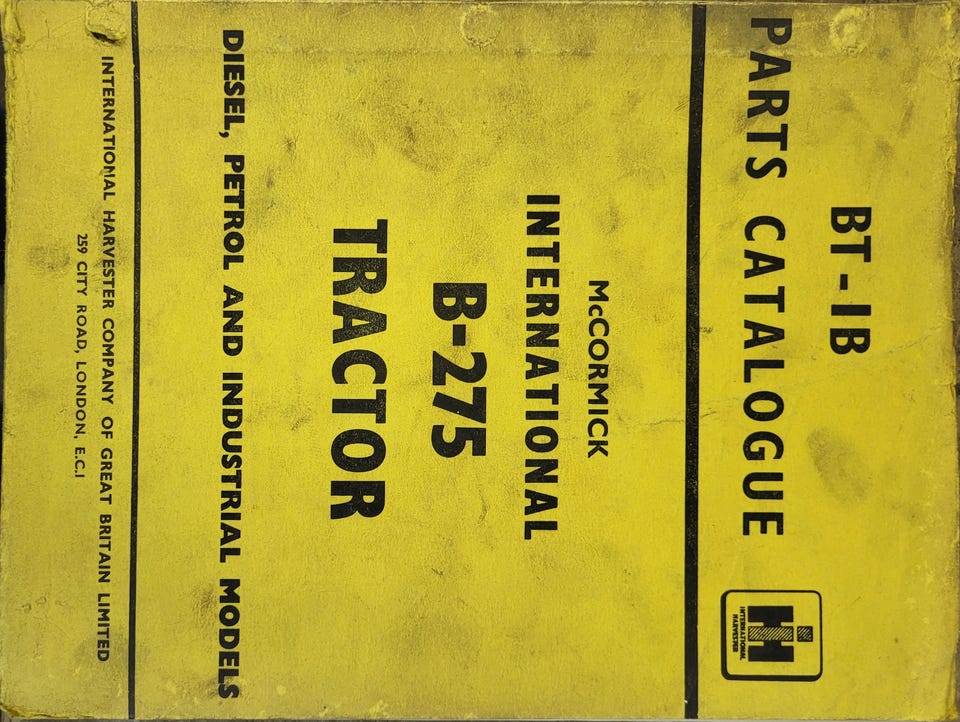 BT-1B
PARTS CATALOGUE
IH
INTERNATIONAL
HARVESTER
McCORMICK
INTERNATIONAL
B-275
TRACTOR
DIESEL, PETROL AND INDUSTRIAL MODELS
INTERNATIONAL HARVESTER COMPANY OF GREAT BRITAIN LIMITED
259 CITY ROAD, LONDON, E.C.1